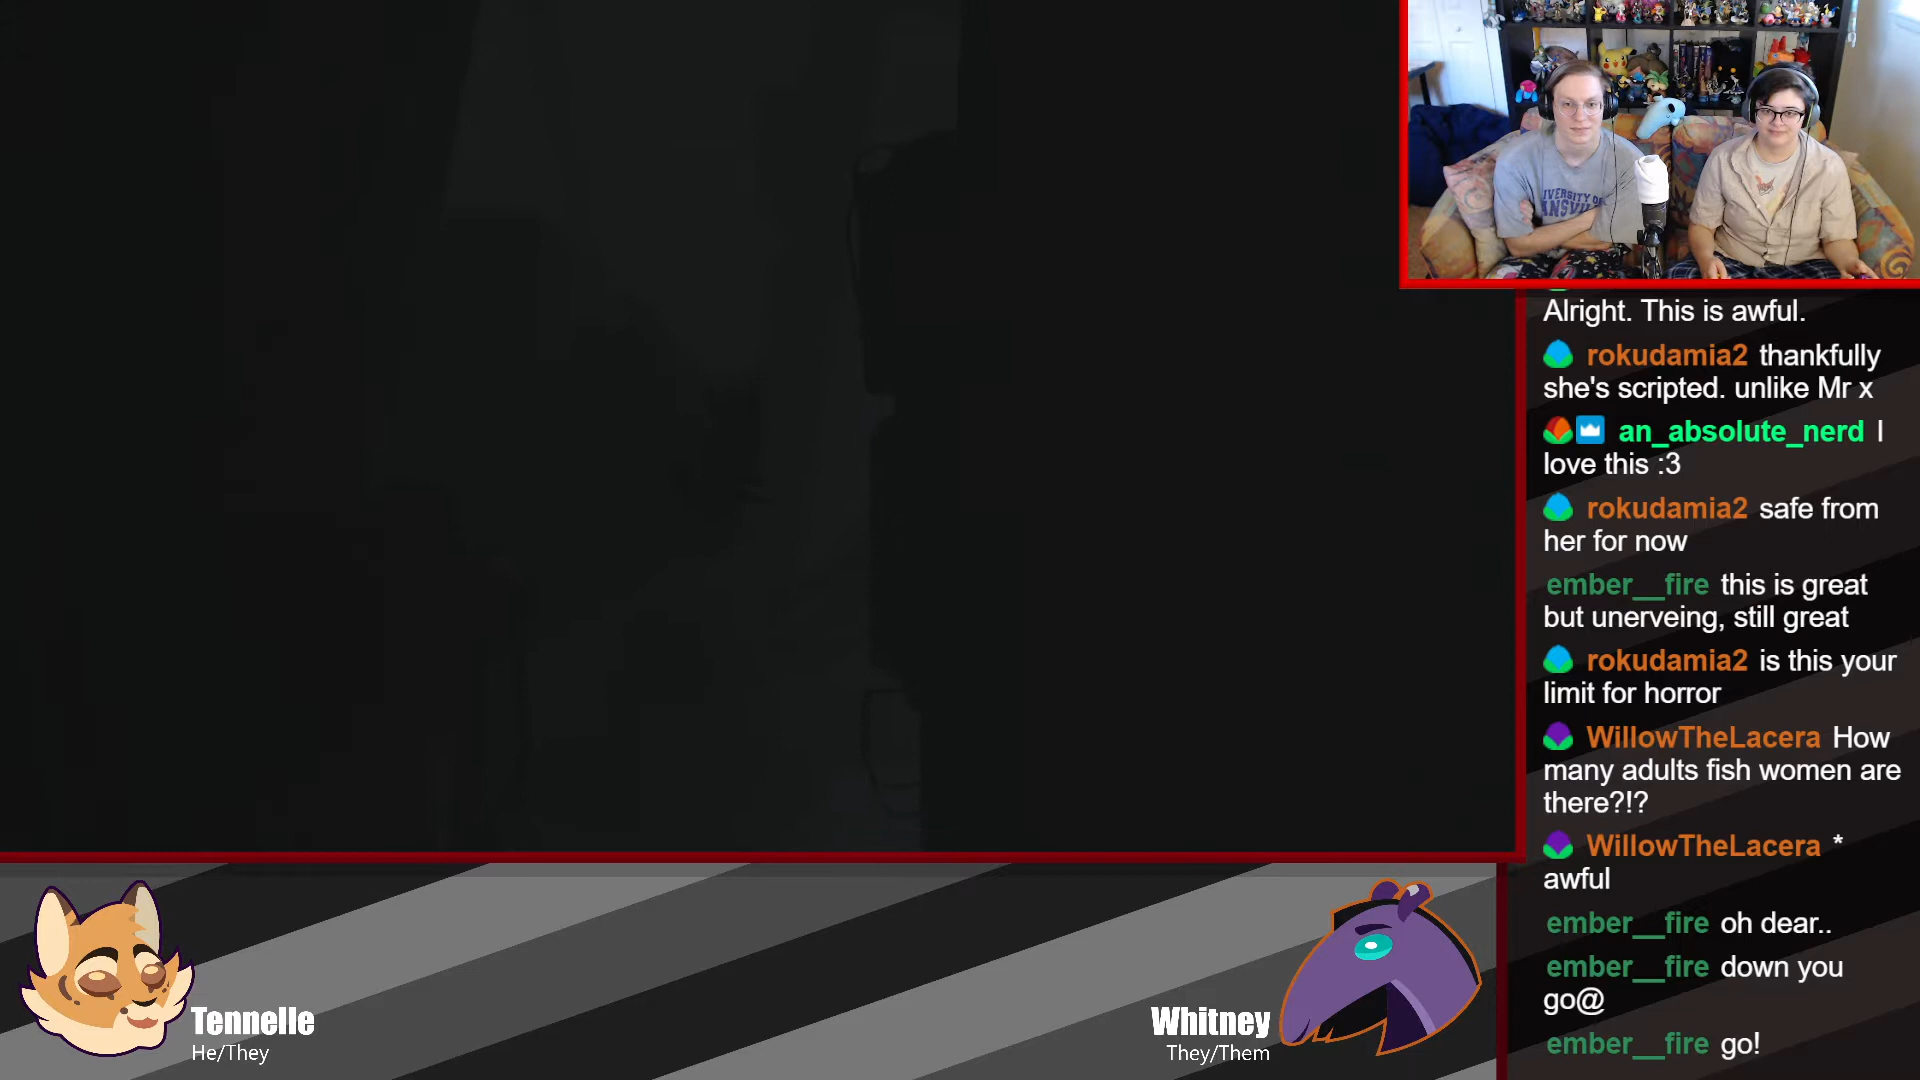 IVERSITY OF
ANSVIL
Alright. This is awful.
rokudamia2 thankfully
she's scripted. unlike Mr x
an_absolute_nerd I
love this :3
rokudamia2 safe from
her for now
ember__fire this is great
but unerveing, still great
rokudamia2 is this your
limit for horror
WillowTheLacera How
many adults fish women are
there?!?
WillowTheLacera *
awful
ember__fire oh dear..
ember__fire down you
go@
ember__fire go!
Tennelle
He/They
Whitney
They/Them